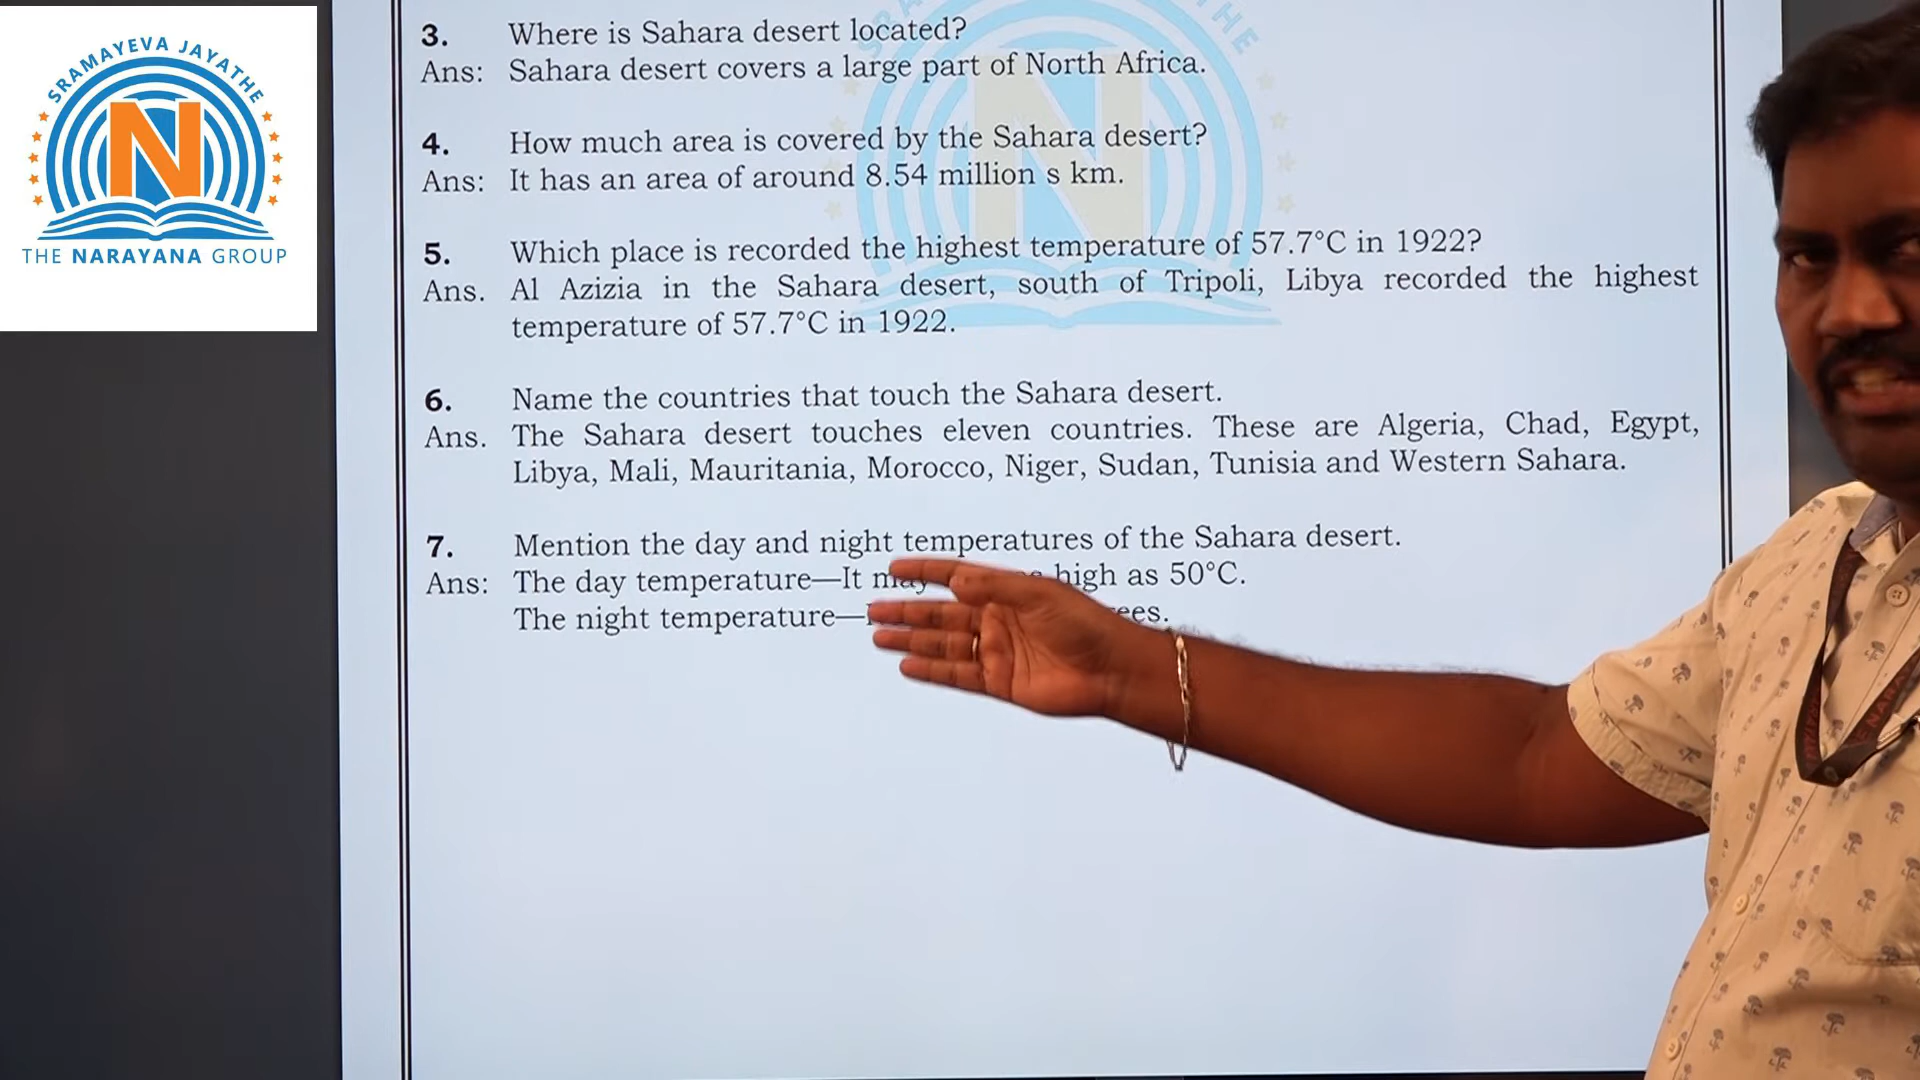 SRAMAYEVA JAYATHE
N
THE NARAYANA GROUP
3. Where is Sahara desert located?
Ans: Sahara desert covers a large part of North Africa.
4. How much area is covered by the Sahara desert?
Ans: It has an area of around 8.54 million s km.
5. Which place is recorded the highest temperature of 57.7°C in 1922?
Ans. Al Azizia in the Sahara desert, south of Tripoli, Libya recorded the highest
temperature of 57.7°C in 1922.
6. Name the countries that touch the Sahara desert.
Ans. The Sahara desert touches eleven countries. These are Algeria, Chad, Egypt,
Libya, Mali, Mauritania, Morocco, Niger, Sudan, Tunisia and Western Sahara.
7. Mention the day and night temperatures of the Sahara desert.
Ans: The day temperature—It may high as 50°C.
The night temperature—